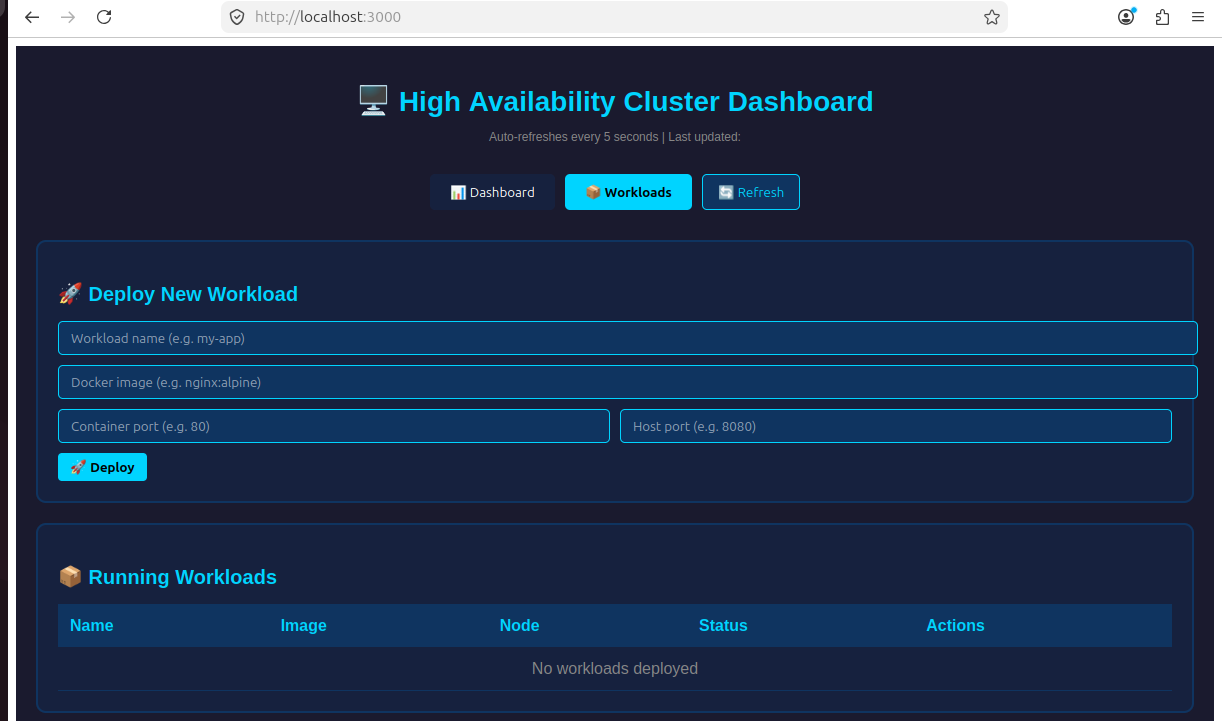 http://localhost:3000
High Availability Cluster Dashboard
Auto-refreshes every 5 seconds | Last updated:
Dashboard
Workloads
Refresh
Deploy New Workload
Workload name (e.g. my-app)
Docker image (e.g. nginx:alpine)
Container port (e.g. 80)
Host port (e.g. 8080)
Deploy
Running Workloads
Name Image Node Status Actions
No workloads deployed